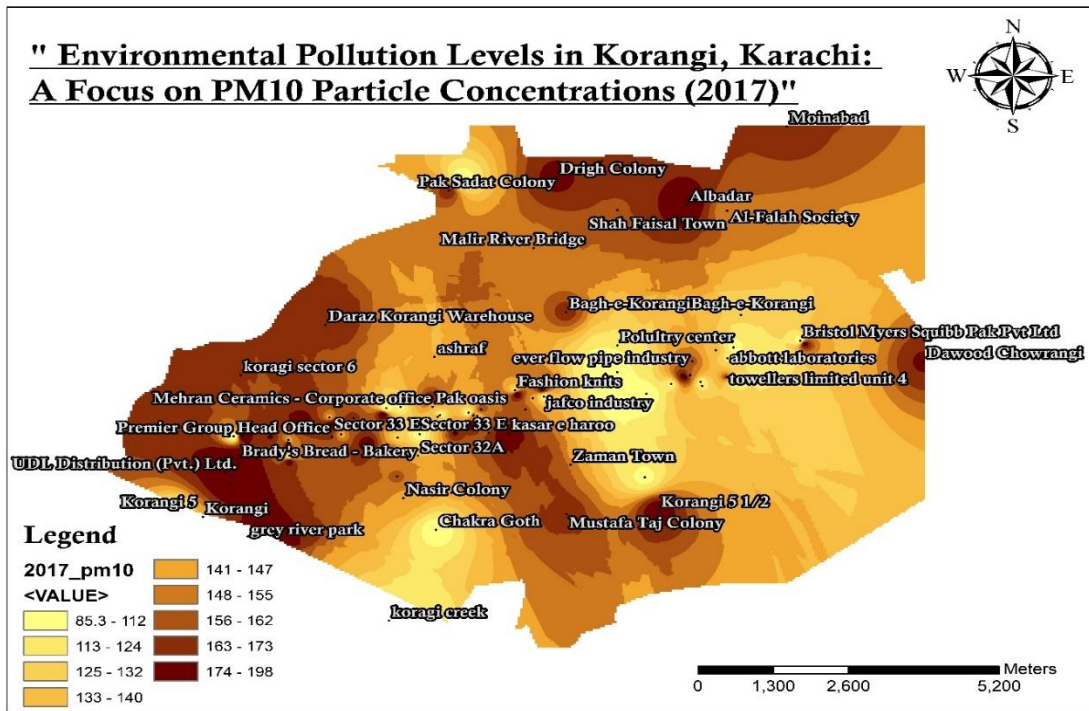 " Environmental Pollution Levels in Korangi, Karachi:
A Focus on PM10 Particle Concentrations (2017)"
N
W
E
S
Moinabad
Drigh Colony
Pak Sadat Colony
Albadar
Shah Faisal Town
Al-Falah Society
Malir River Bridge
Bagh-e-Korangi
Bagh-e-Korangi
Daraz Korangi Warehouse
Polultry center
Bristol Myers Squibb Pak Pvt Ltd
ashraf
ever flow pipe industry
abbott laboratories
Dawood Chowrangi
koragi sector 6
Fashion knits
towellers limited unit 4
Mehran Ceramics - Corporate office
Pak oasis
jafco industry
Premier Group Head Office
Sector 33 E
Sector 33 E
kasar e haroo
Brady's Bread - Bakery
Sector 32A
Zaman Town
UDL Distribution (Pvt.) Ltd.
Nasir Colony
Korangi 5
Korangi
Korangi 5 1/2
grey river park
Chakra Goth
Mustafa Taj Colony
koragi creek
Legend
2017_pm10
<VALUE>
85.3 - 112
113 - 124
125 - 132
133 - 140
141 - 147
148 - 155
156 - 162
163 - 173
174 - 198
Meters
0 1,300 2,600 5,200